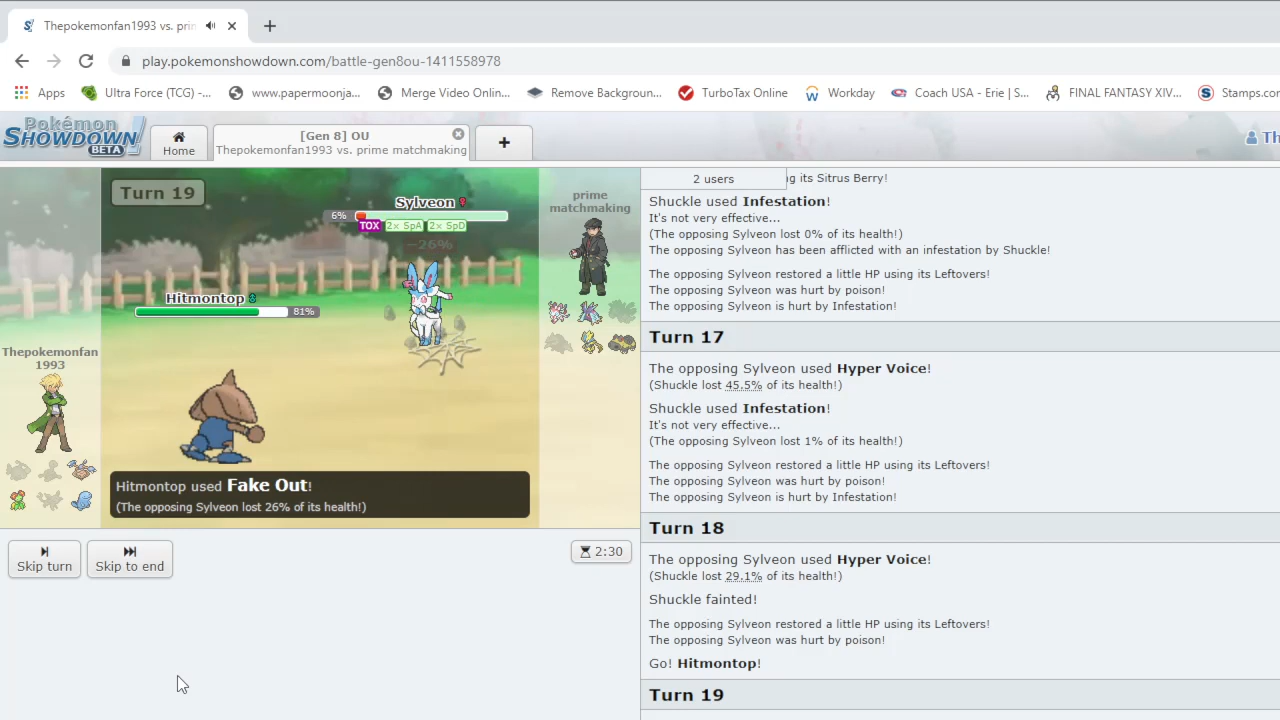 Thepokemonfan1993 vs. prin
play.pokemonshowdown.com/battle-gen8ou-1411558978
Apps
Ultra Force (TCG) -...
www.papermoonja...
Merge Video Onlin...
Remove Backgroun...
TurboTax Online
Workday
Coach USA - Erie | S...
FINAL FANTASY XIV...
Stamps.com
Pokémon
SHOWDOWN!
BETA
Home
[Gen 8] OU
Thepokemonfan1993 vs. prime matchmaking
+
Th
Turn 19
Sylveon
6%
TOX 2× SpA 2× SpD
−26%
Hitmontop
81%
Thepokemonfan
1993
prime
matchmaking
Hitmontop used Fake Out!
(The opposing Sylveon lost 26% of its health!)
Skip turn
Skip to end
2:30
2 users
g its Sitrus Berry!
Shuckle used Infestation!
It's not very effective...
(The opposing Sylveon lost 0% of its health!)
The opposing Sylveon has been afflicted with an infestation by Shuckle!
The opposing Sylveon restored a little HP using its Leftovers!
The opposing Sylveon was hurt by poison!
The opposing Sylveon is hurt by Infestation!
Turn 17
The opposing Sylveon used Hyper Voice!
(Shuckle lost 45.5% of its health!)
Shuckle used Infestation!
It's not very effective...
(The opposing Sylveon lost 1% of its health!)
The opposing Sylveon restored a little HP using its Leftovers!
The opposing Sylveon was hurt by poison!
The opposing Sylveon is hurt by Infestation!
Turn 18
The opposing Sylveon used Hyper Voice!
(Shuckle lost 29.1% of its health!)
Shuckle fainted!
The opposing Sylveon restored a little HP using its Leftovers!
The opposing Sylveon was hurt by poison!
Go! Hitmontop!
Turn 19